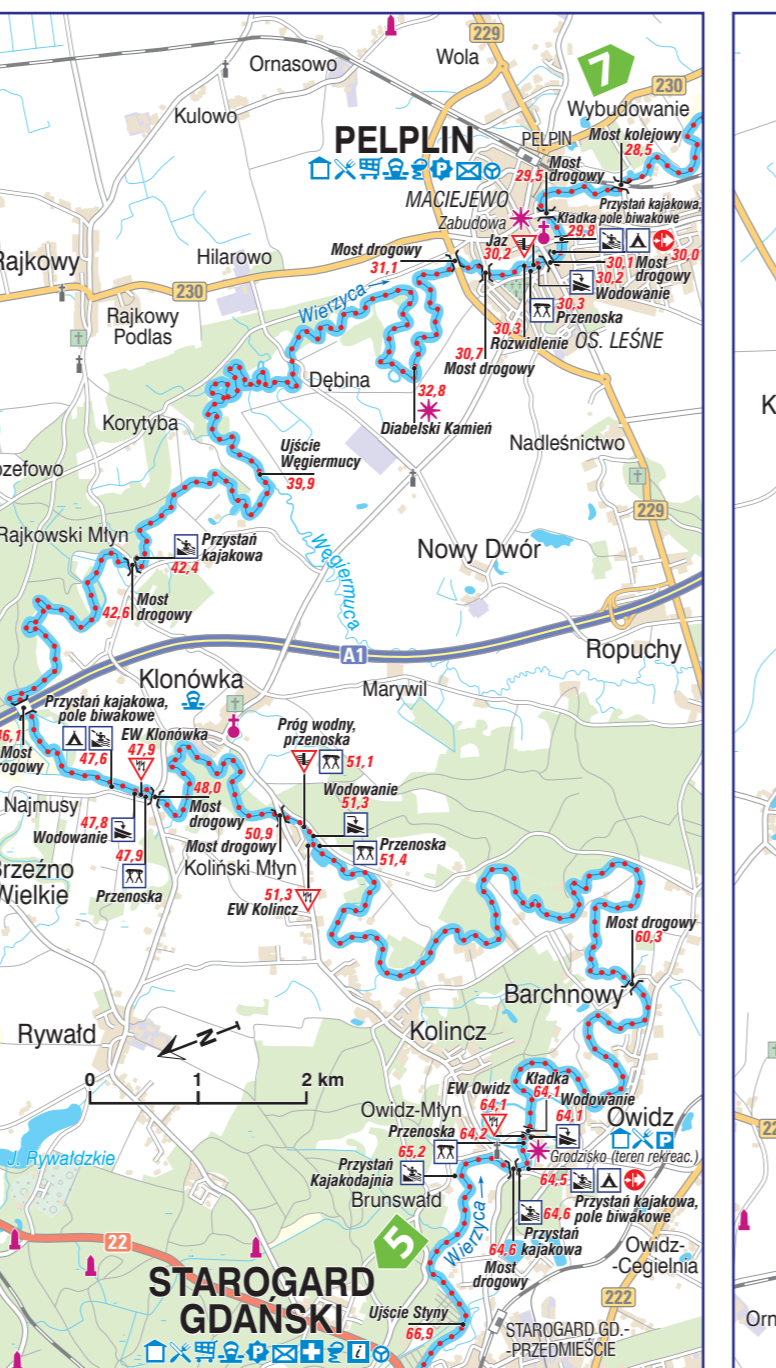 229
Wola
Ornasowo
7
230
Kulowo
Wybudowanie
PELPLIN
PELPIN
Most kolejowy
28,5
Most
drogowy
29,5
MACIEJEWO
Zabudowa
Przystań kajakowa,
pole biwakowe
Kładka
29,8
30,0
Jaz
30,2
Most drogowy
31,1
30,1 Most
drogowy
30,2
Wodowanie
30,3
Przenoska
30,3
Rozwidlenie
OS. LEŚNE
30,7
Most drogowy
Rajkowy
Hilarowo
230
Wierzyca
Rajkowy
Podlas
Dębina
32,8
Diabelski Kamień
Korytyba
Nadleśnictwo
Ujście
Węgiermucy
39,9
229
Rajkowski Młyn
Przystań
kajakowa
42,4
Węgiermuca
Nowy Dwór
42,6
Most
drogowy
A1
Ropuchy
Klonówka
Marywil
Przystań kajakowa,
pole biwakowe
47,6
46,1
Most
drogowy
EW Klonówka
47,9
Próg wodny,
przenoska
51,1
48,0
Most
drogowy
Wodowanie
51,3
Najmusy
47,8
Wodowanie
50,9
Most drogowy
Przenoska
51,4
Brzeźno
Wielkie
47,9
Przenoska
Koliński Młyn
51,3
EW Kolincz
Most drogowy
60,3
Barchnowy
Rywałd
N
Kolincz
0 1 2 km
EW Owidz
64,1
Kładka
64,1
Wodowanie
64,1
Owidz-Młyn
Owidz
P
Przenoska 64,2
Grodzisko (teren rekreac.)
65,2
Przystań
Kajakodajnia
64,5
Przystań kajakowa,
pole biwakowe
J. Rywałdzkie
Brunswałd
Wierzyca
64,6
Przystań
kajakowa
64,6
Most
drogowy
Owidz-
-Cegielnia
5
22
STAROGARD
GDAŃSKI
222
Ujście Styny
66,9
STAROGARD GD.-
-PRZEDMIEŚCIE